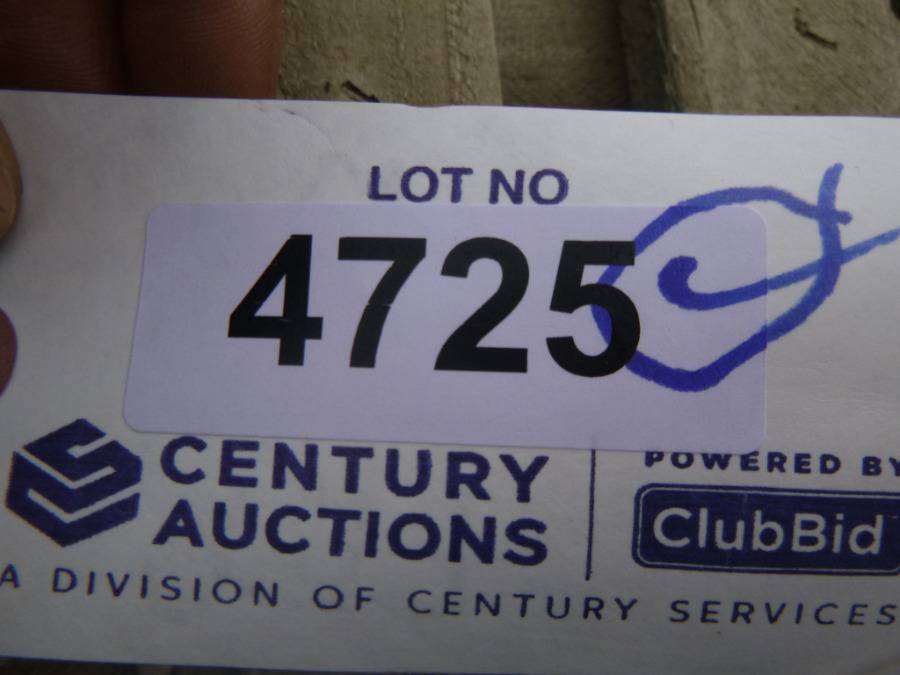 LOT NO
4725
CENTURY
AUCTIONS
POWERED BY
ClubBid
A DIVISION OF CENTURY SERVICES